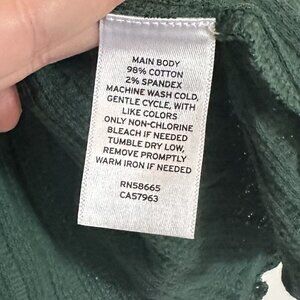 MAIN BODY
98% COTTON
2% SPANDEX
MACHINE WASH COLD,
GENTLE CYCLE, WITH
LIKE COLORS
ONLY NON-CHLORINE
BLEACH IF NEEDED
TUMBLE DRY LOW,
REMOVE PROMPTLY
WARM IRON IF NEEDED
RN58665
CA57963